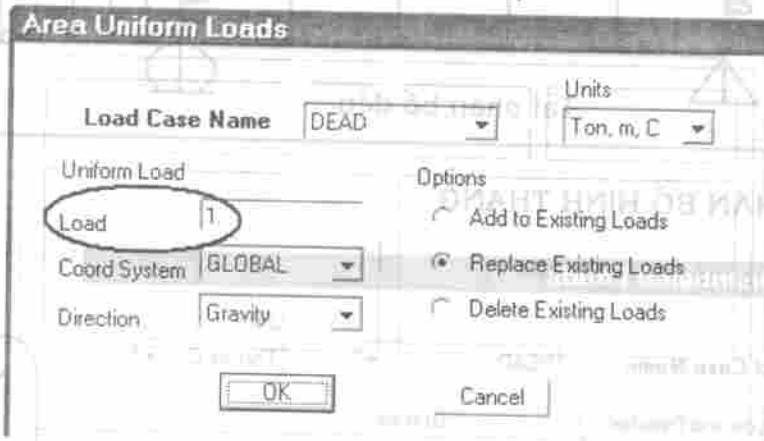 Area Uniform Loads
Units
Load Case Name DEAD Ton, m, C
Uniform Load Options
Load 1 Add to Existing Loads
Coord System GLOBAL Replace Existing Loads
Direction Gravity Delete Existing Loads
OK Cancel